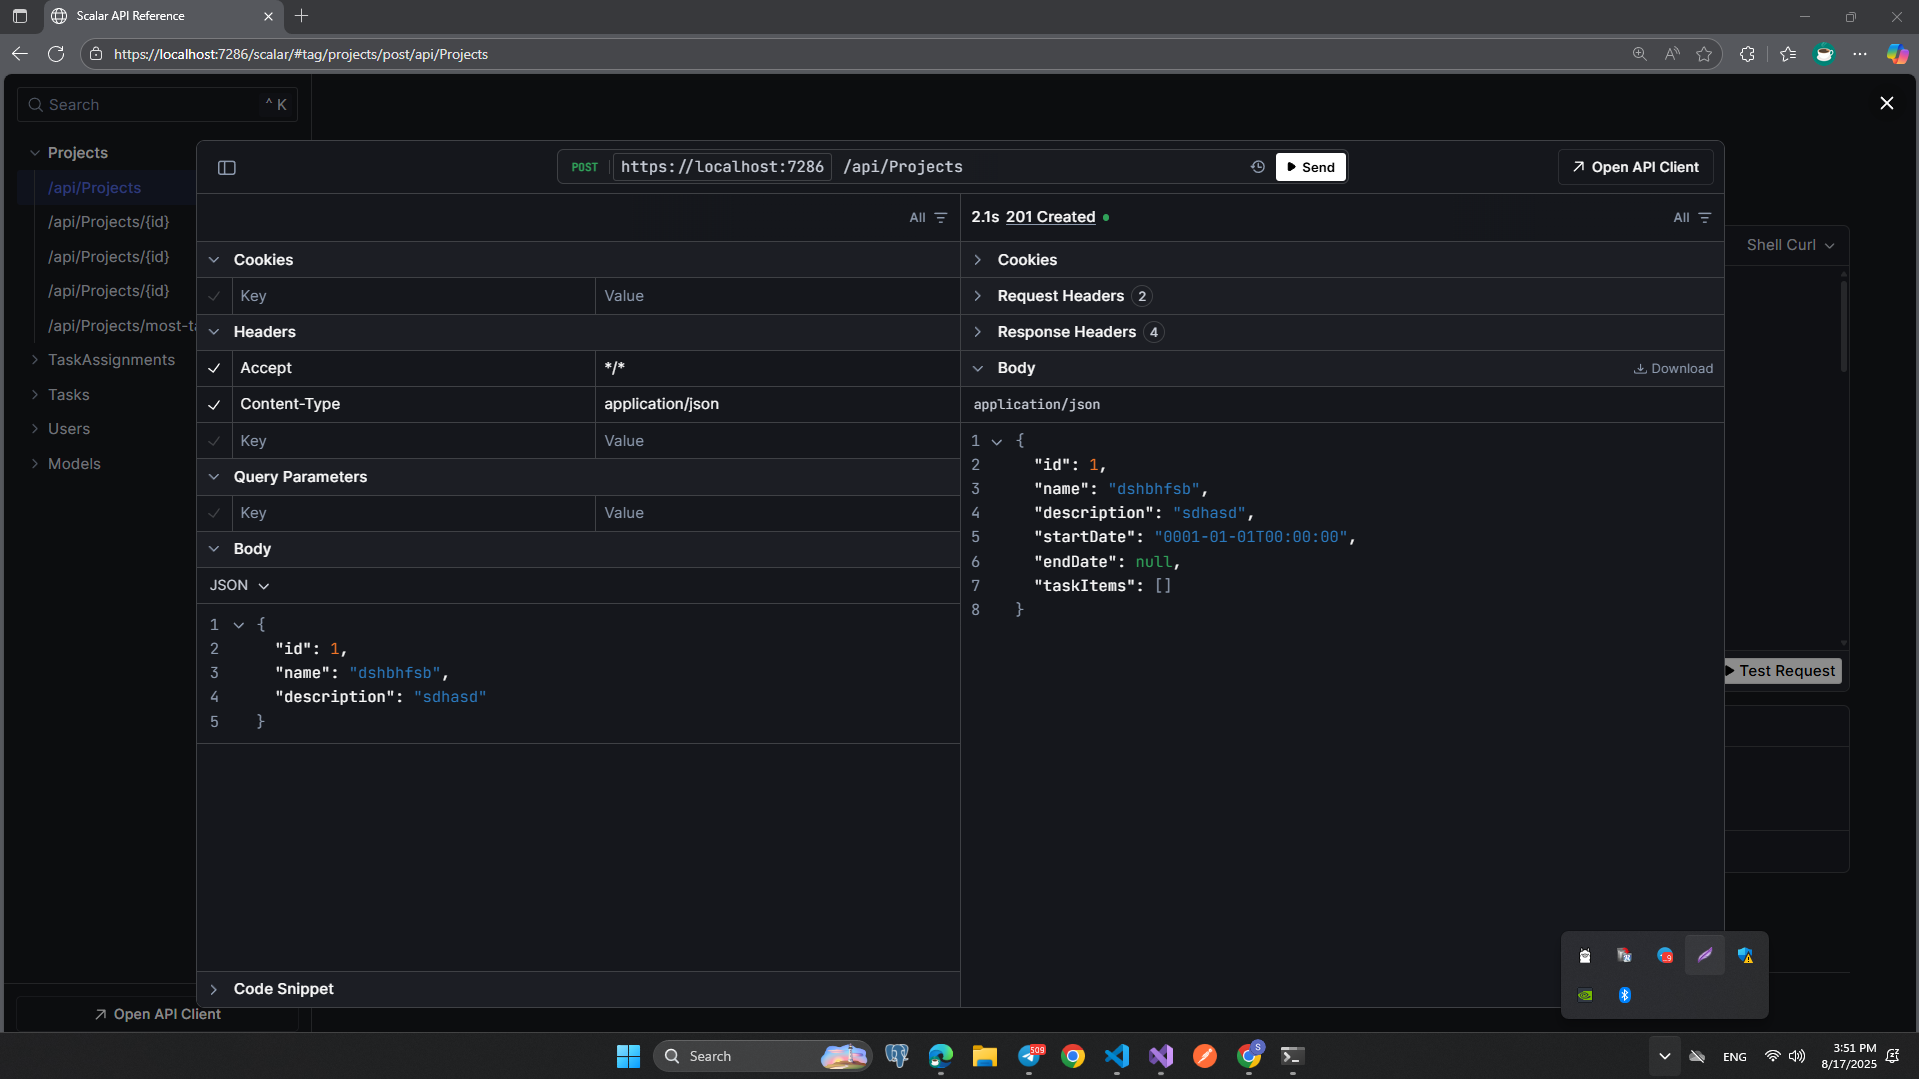 Scalar API Reference
https://localhost:7286/scalar/#tag/projects/post/api/Projects
Search ^ K
Projects
/api/Projects
/api/Projects/{id}
/api/Projects/{id}
/api/Projects/{id}
/api/Projects/most-ta
TaskAssignments
Tasks
Users
Models
Open API Client
POST https://localhost:7286 /api/Projects Send
Open API Client
All
Cookies
Key Value
Headers
Accept */*
Content-Type application/json
Key Value
Query Parameters
Key Value
Body
JSON
1 {
2 "id": 1,
3 "name": "dshbhfsb",
4 "description": "sdhasd"
5 }
Code Snippet
2.1s 201 Created All
Cookies
Request Headers 2
Response Headers 4
Body Download
application/json
1 {
2 "id": 1,
3 "name": "dshbhfsb",
4 "description": "sdhasd",
5 "startDate": "0001-01-01T00:00:00",
6 "endDate": null,
7 "taskItems": []
8 }
Shell Curl
Test Request
Search
509
S
ENG
3:51 PM
8/17/2025